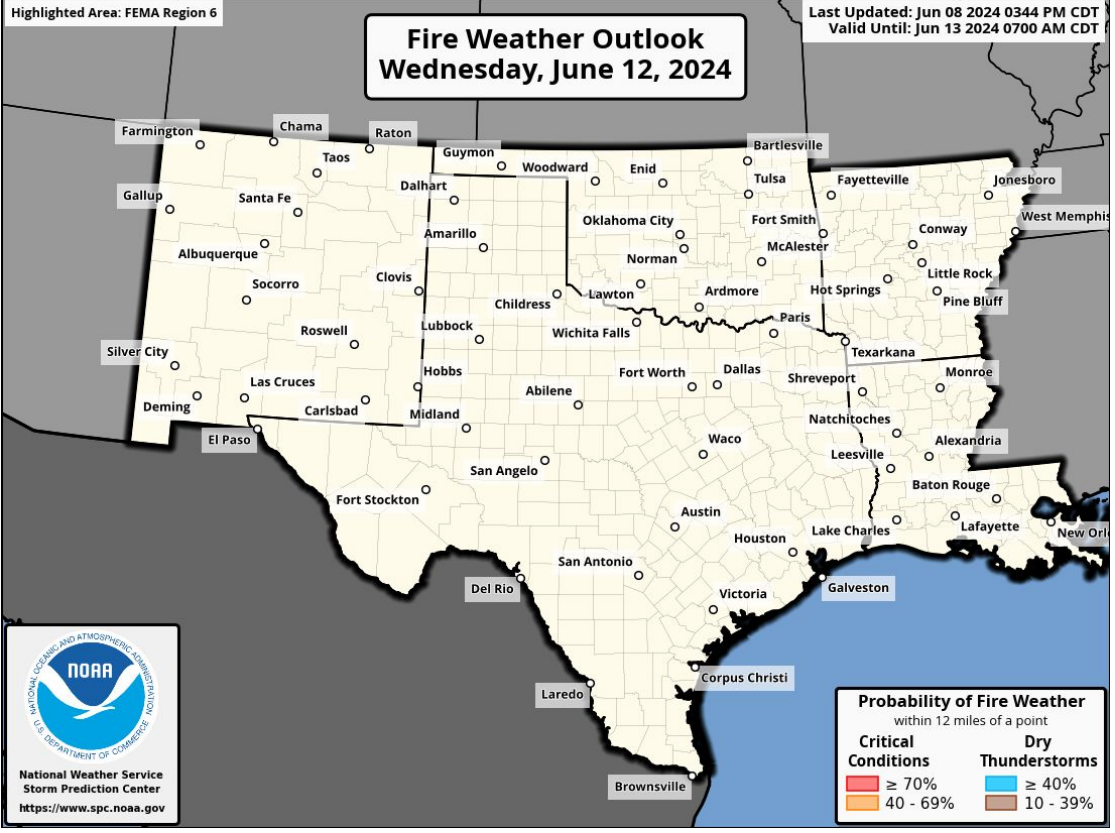 Highlighted Area: FEMA Region 6
Last Updated: Jun 08 2024 0344 PM CDT
Valid Until: Jun 13 2024 0700 AM CDT
Fire Weather Outlook
Wednesday, June 12, 2024
Farmington
Chama
Raton
Taos
Guymon
Woodward
Enid
Bartlesville
Tulsa
Fayetteville
Jonesboro
Gallup
Santa Fe
Dalhart
Oklahoma City
Fort Smith
West Memphis
Albuquerque
Amarillo
Norman
McAlester
Conway
Socorro
Clovis
Childress
Lawton
Ardmore
Hot Springs
Little Rock
Pine Bluff
Roswell
Lubbock
Wichita Falls
Paris
Texarkana
Silver City
Las Cruces
Hobbs
Fort Worth
Dallas
Shreveport
Monroe
Deming
Carlsbad
Midland
Abilene
Natchitoches
El Paso
San Angelo
Waco
Leesville
Alexandria
Fort Stockton
Austin
Baton Rouge
Houston
Lake Charles
Lafayette
New Orl
San Antonio
Del Rio
Victoria
Galveston
Laredo
Corpus Christi
Brownsville
NATIONAL OCEANIC AND ATMOSPHERIC ADMINISTRATION
NOAA
U.S. DEPARTMENT OF COMMERCE
National Weather Service
Storm Prediction Center
https://www.spc.noaa.gov
Probability of Fire Weather
within 12 miles of a point
Critical Conditions
≥ 70%
40 - 69%
Dry Thunderstorms
≥ 40%
10 - 39%